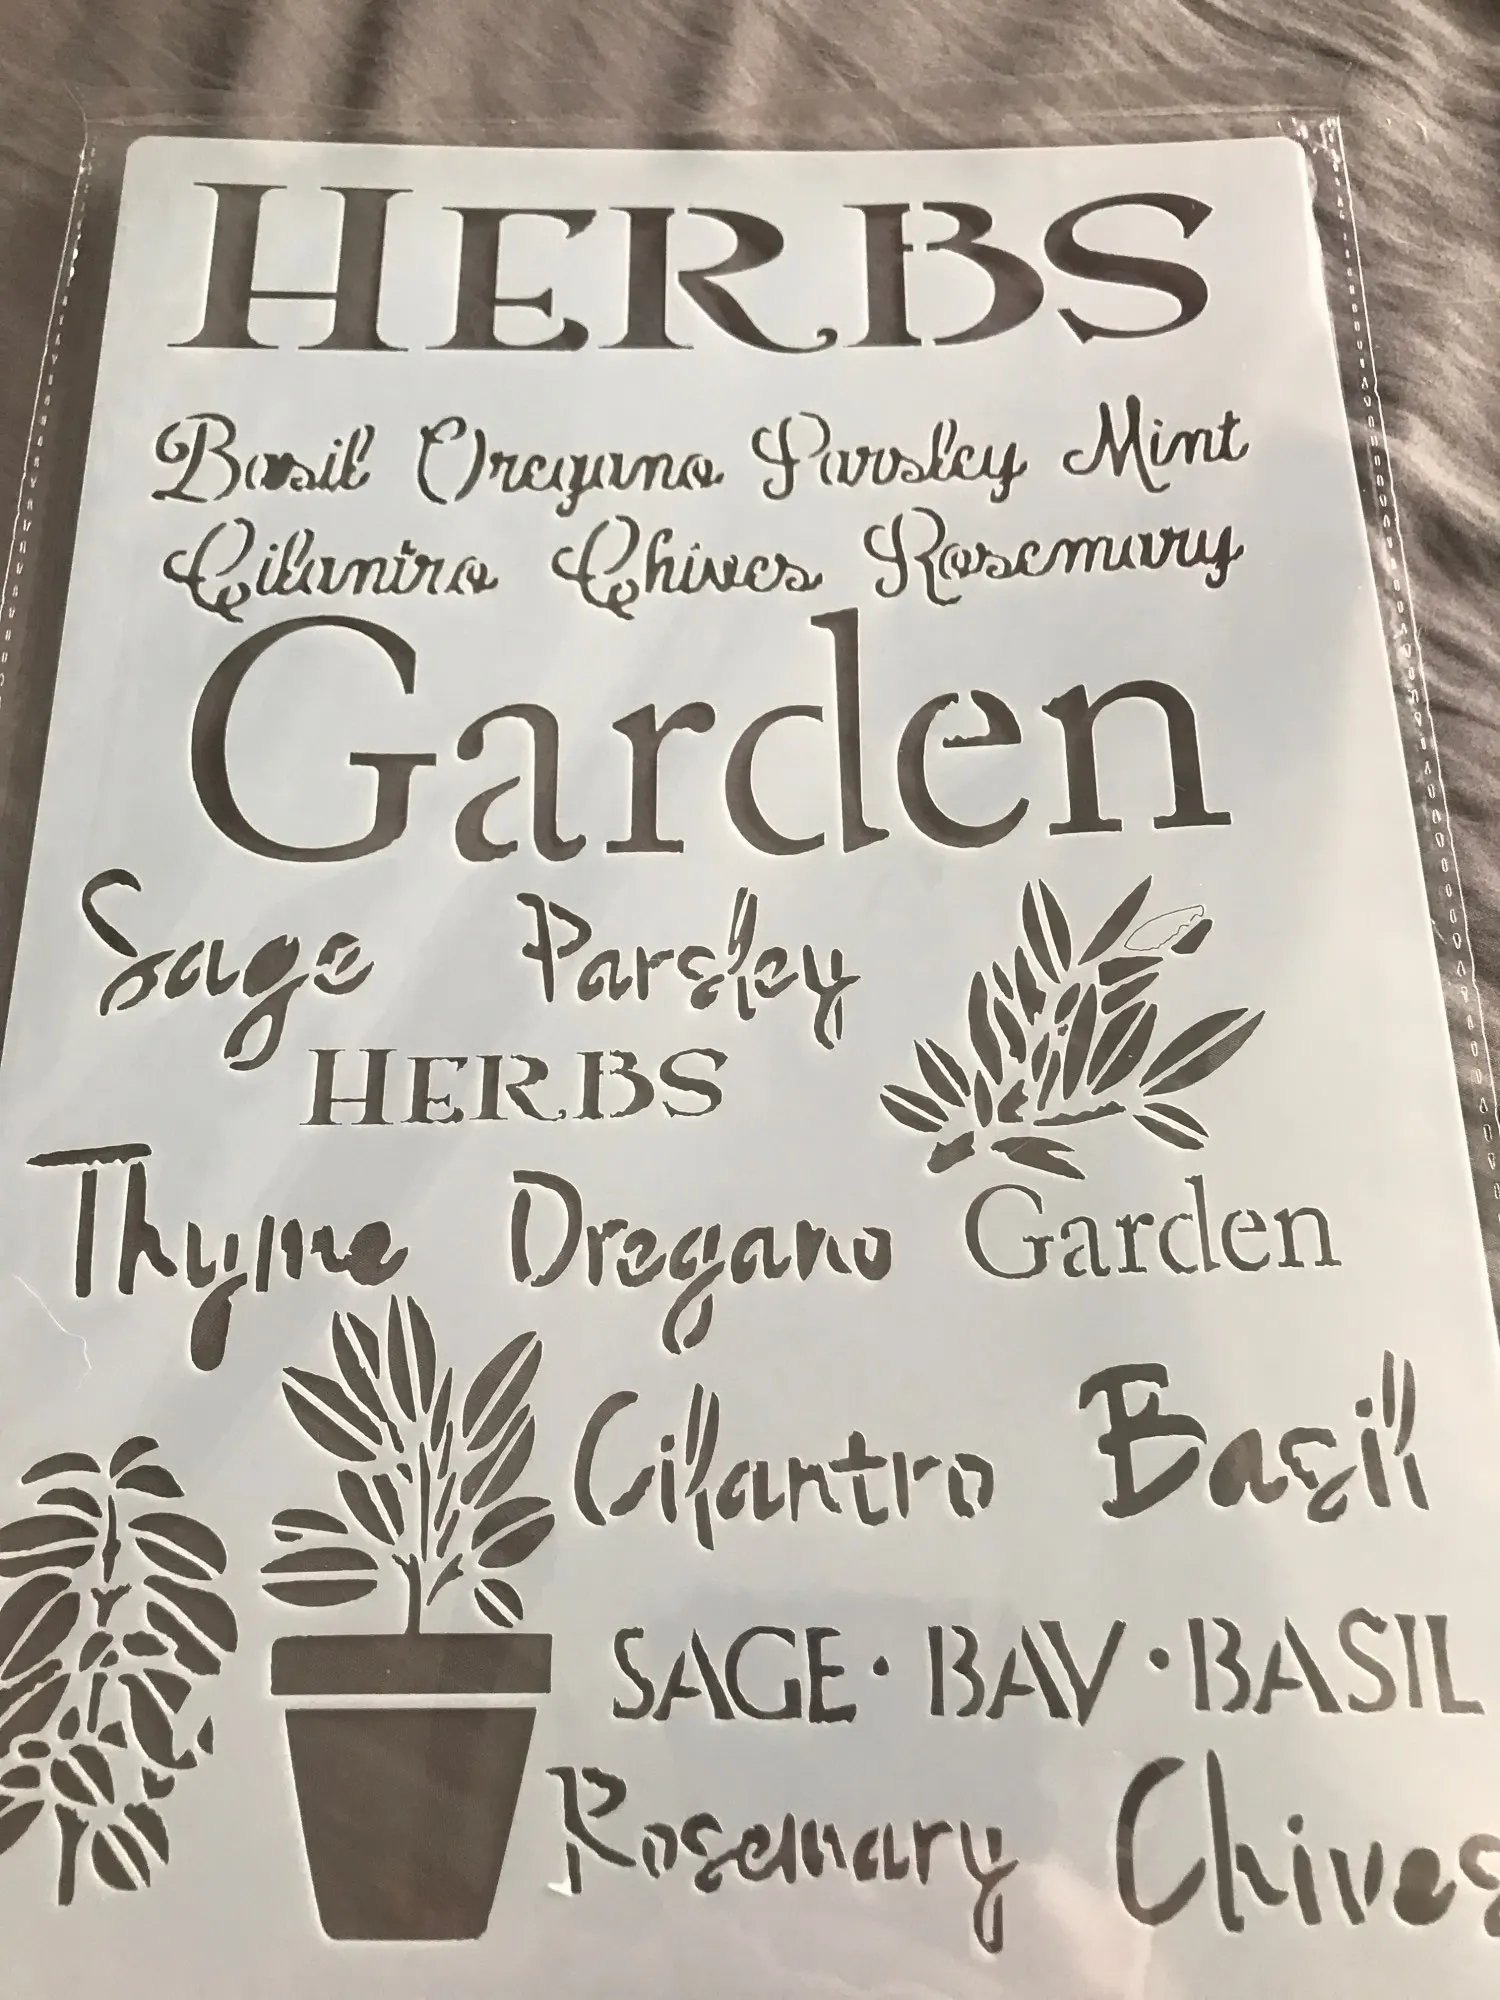 HERBS
Basil Oregano Parsley Mint
Cilantro Chives Rosemary
Garden
Sage Parsley
HERBS
Thyme Oregano Garden
Cilantro Basil
SAGE · BAV · BASIL
Rosemary Chives